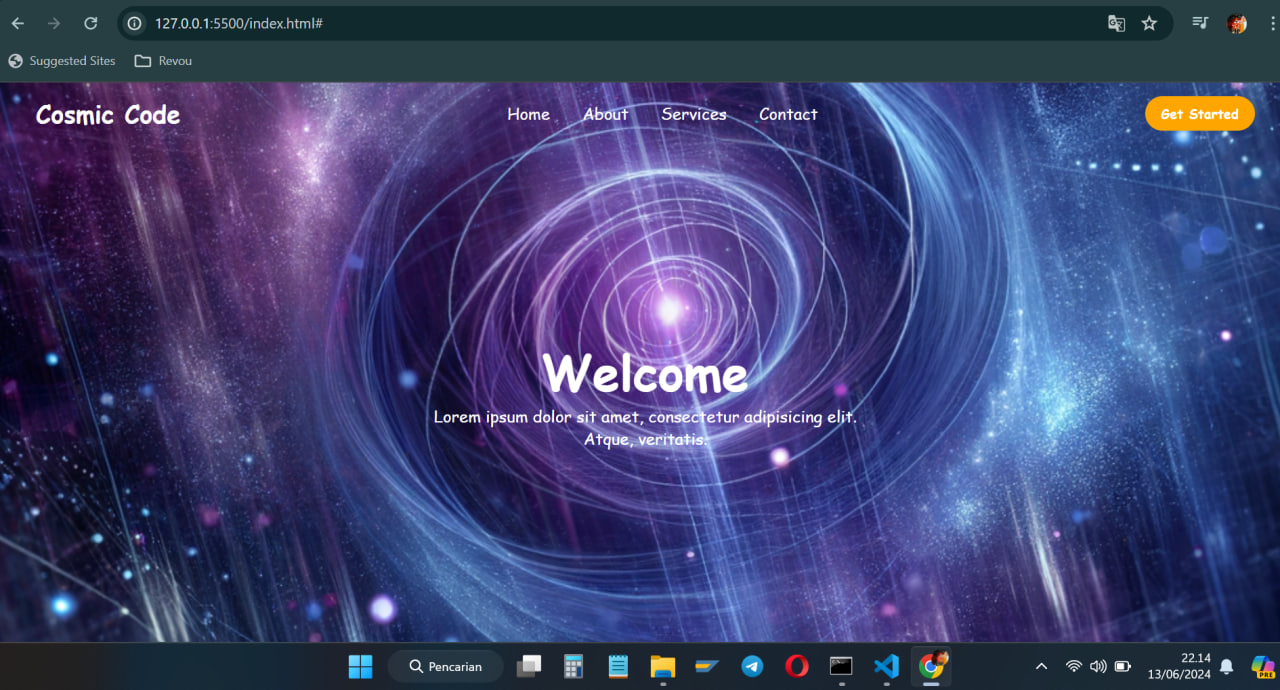 127.0.0.1:5500/index.html#
Suggested Sites Revou
Cosmic Code Home About Services Contact Get Started
Welcome
Lorem ipsum dolor sit amet, consectetur adipisicing elit.
Atque, veritatis.
Pencarian
22.14
13/06/2024
PRE